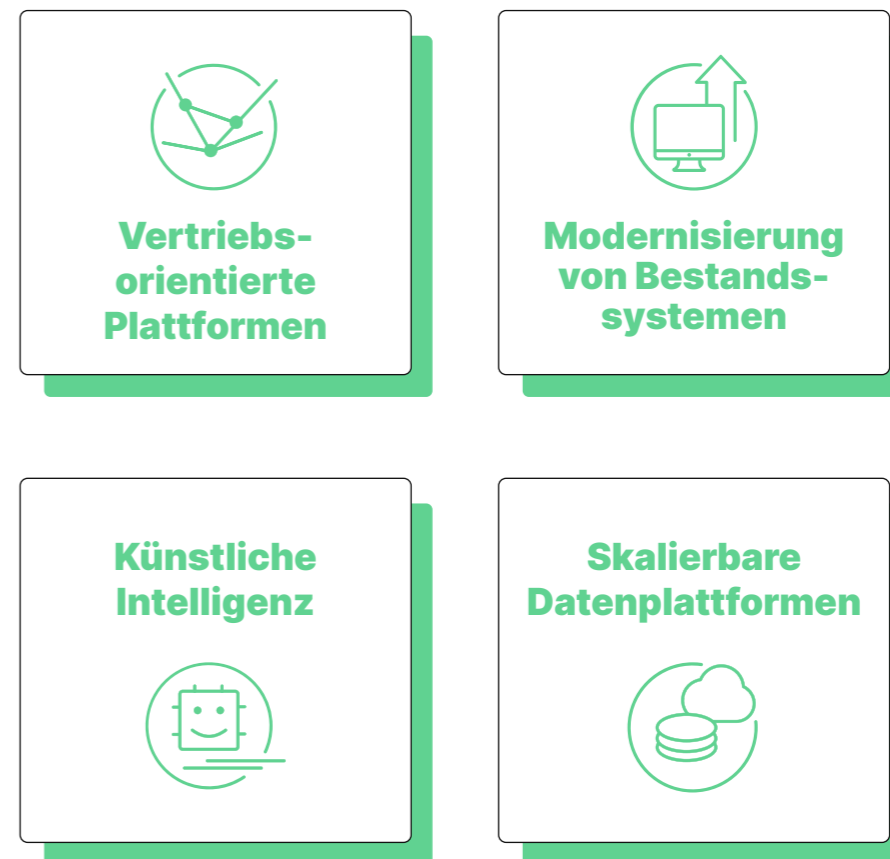 Vertriebs-
orientierte
Plattformen
Modernisierung
von Bestands-
systemen
Künstliche
Intelligenz
Skalierbare
Datenplattformen